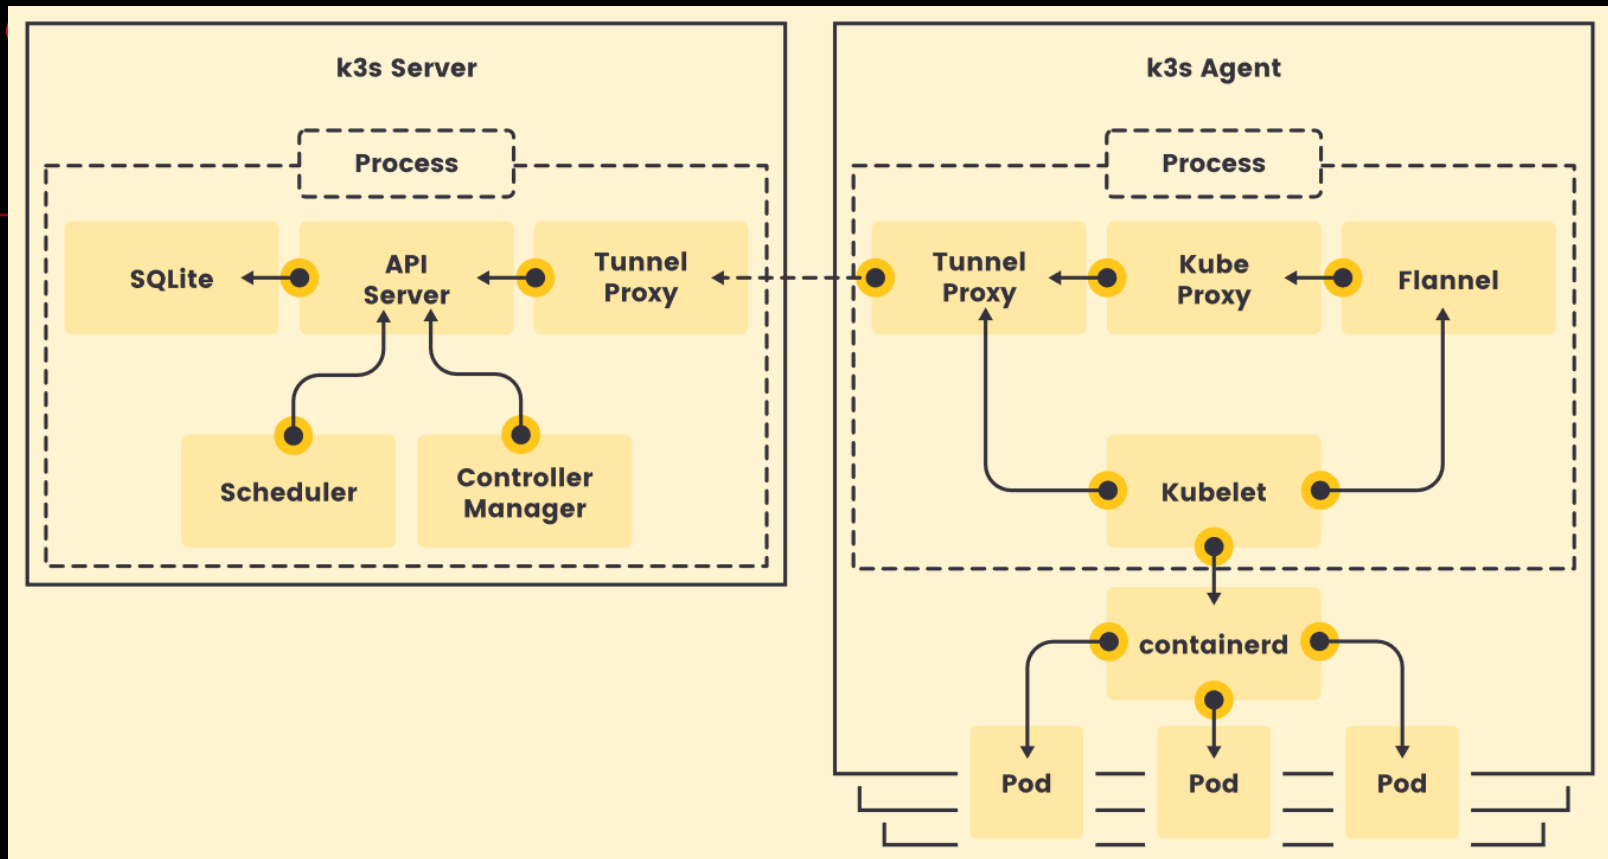 k3s Server
Process
SQLite
API
Server
Tunnel
Proxy
Scheduler
Controller
Manager
k3s Agent
Process
Tunnel
Proxy
Kube
Proxy
Flannel
Kubelet
containerd
Pod
Pod
Pod